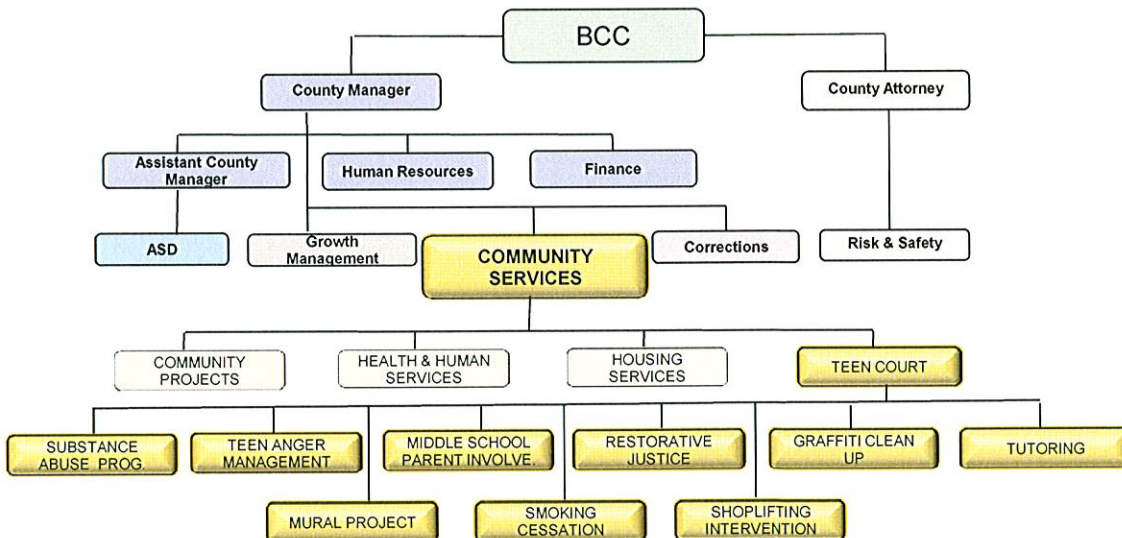 BCC
County Manager
County Attorney
Assistant County
Manager
Human Resources
Finance
ASD
Growth
Management
COMMUNITY
SERVICES
Corrections
Risk & Safety
COMMUNITY
PROJECTS
HEALTH & HUMAN
SERVICES
HOUSING
SERVICES
TEEN COURT
SUBSTANCE
ABUSE PROG.
TEEN ANGER
MANAGEMENT
MIDDLE SCHOOL
PARENT INVOLVE.
RESTORATIVE
JUSTICE
GRAFFITI CLEAN
UP
TUTORING
MURAL PROJECT
SMOKING
CESSATION
SHOPLIFTING
INTERVENTION